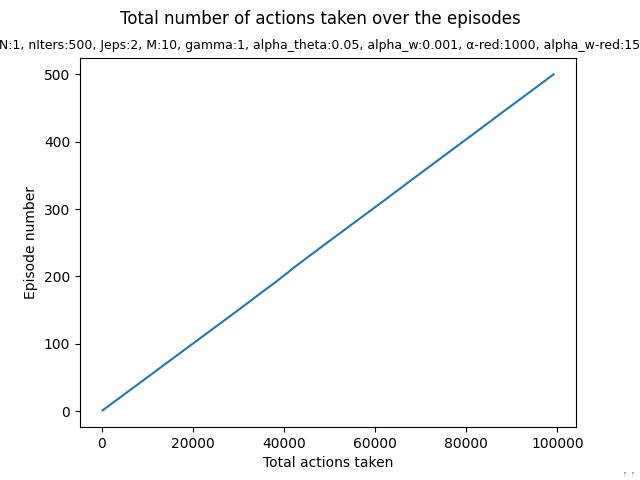 Total number of actions taken over the episodes
N:1, nIters:500, Jeps:2, M:10, gamma:1, alpha_theta:0.05, alpha_w:0.001, α-red:1000, alpha_w-red:15
500
400
300
200
100
0
Episode number
0 20000 40000 60000 80000 100000
Total actions taken